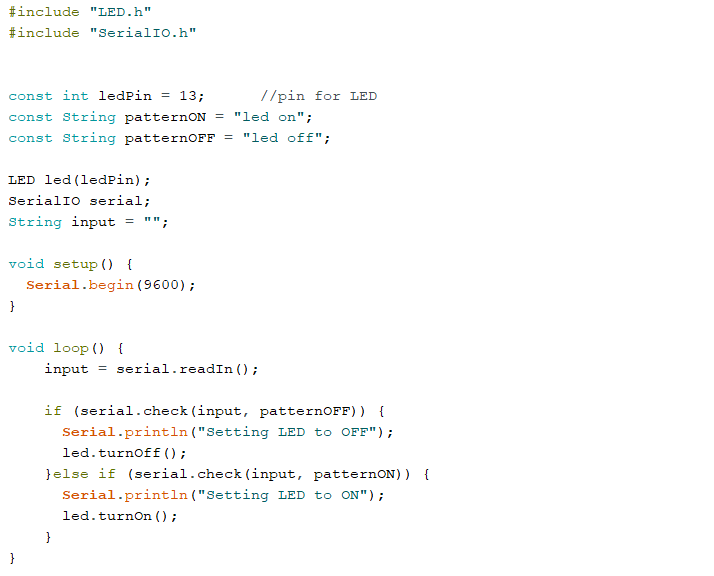 #include "LED.h"
#include "SerialIO.h"
const int ledPin = 13;      //pin for LED
const String patternON = "led on";
const String patternOFF = "led off";
LED led(ledPin);
SerialIO serial;
String input = "";
void setup() {
  Serial.begin(9600);
}
void loop() {
    input = serial.readIn();
    if (serial.check(input, patternOFF)) {
      Serial.println("Setting LED to OFF");
      led.turnOff();
    }else if (serial.check(input, patternON)) {
      Serial.println("Setting LED to ON");
      led.turnOn();
    }
}